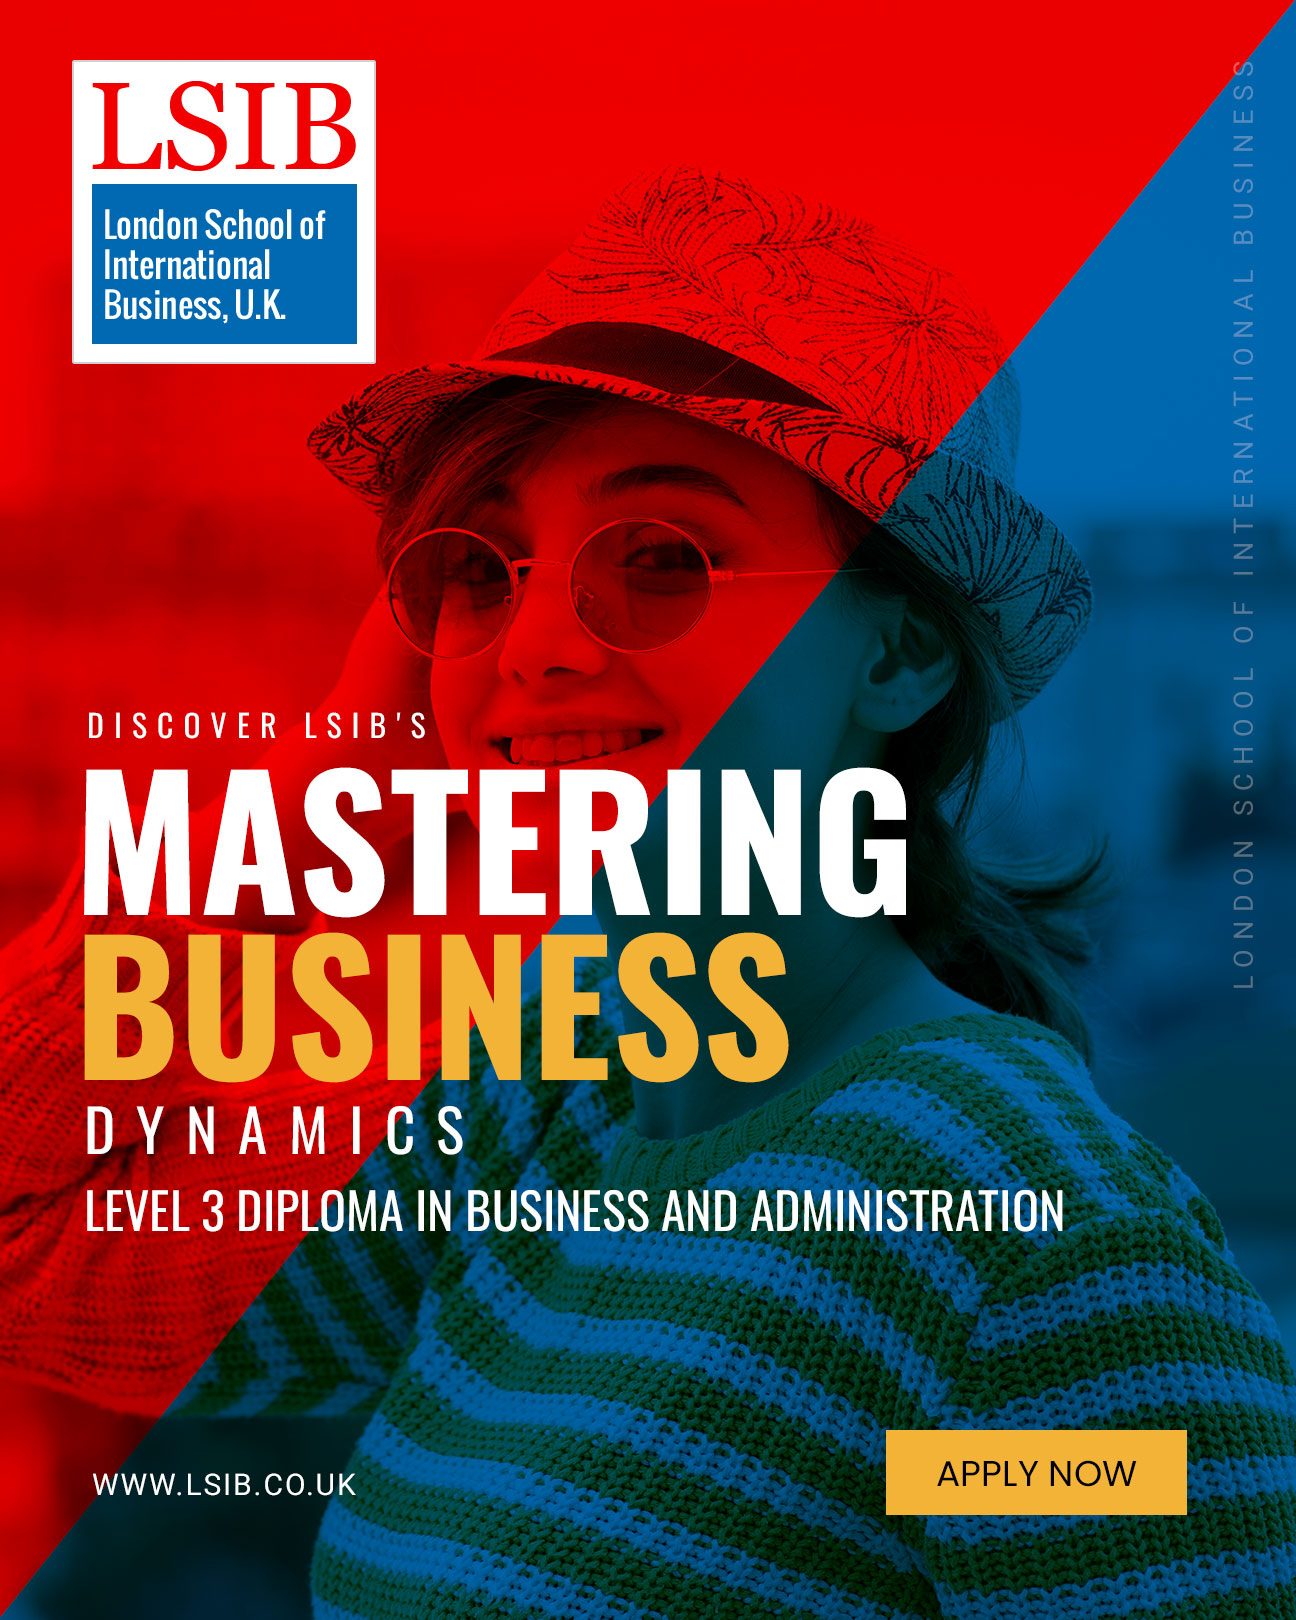 LSIB
London School of
International
Business, U.K.
LONDON SCHOOL OF INTERNATIONAL BUSINESS
DISCOVER LSIB'S
MASTERING
BUSINESS
DYNAMICS
LEVEL 3 DIPLOMA IN BUSINESS AND ADMINISTRATION
WWW.LSIB.CO.UK
APPLY NOW